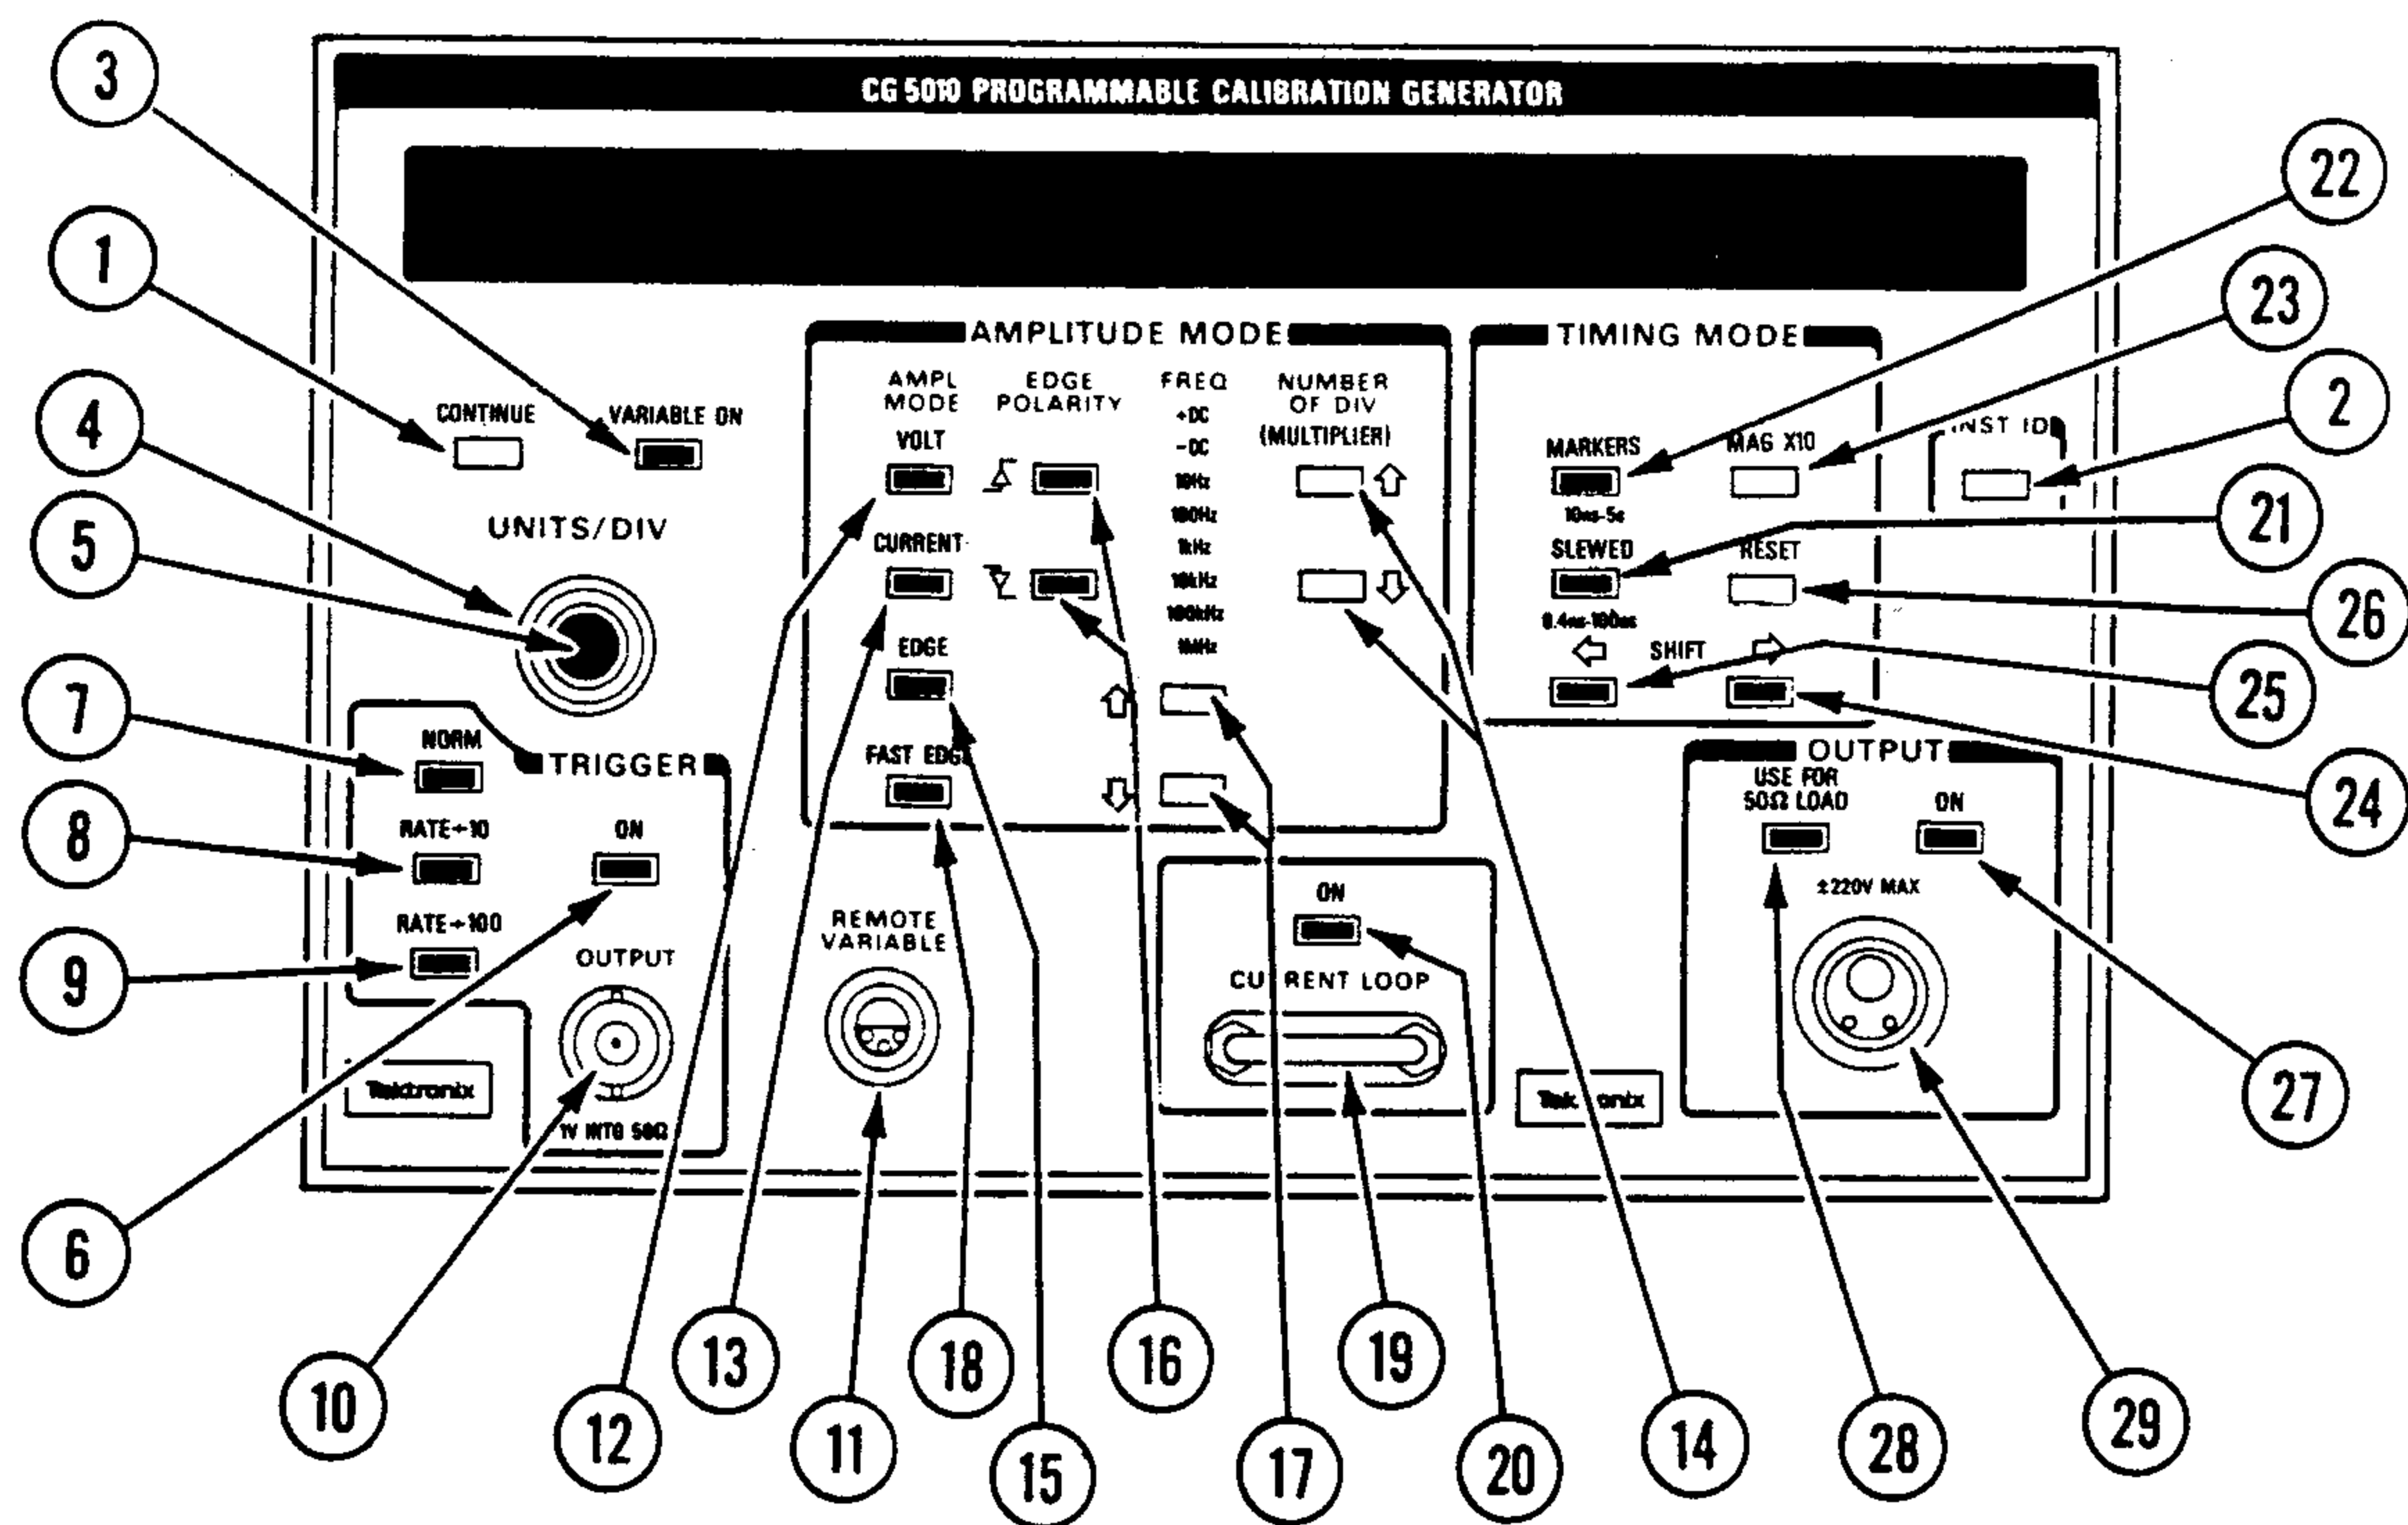 CG 5010 PROGRAMMABLE CALIBRATION GENERATOR
3
1
4
5
7
8
9
6
CONTINUE
VARIABLE ON
UNITS/DIV
NORM
TRIGGER
RATE÷10
ON
RATE÷100
OUTPUT
1V INTO 50Ω
Tektronix
AMPLITUDE MODE
AMPL
MODE
VOLT
CURRENT
EDGE
FAST EDGE
EDGE
POLARITY
FREQ
+DC
-DC
10Hz
100Hz
1kHz
10kHz
100kHz
1MHz
NUMBER
OF DIV
(MULTIPLIER)
REMOTE
VARIABLE
ON
CURRENT LOOP
Tektronix
TIMING MODE
MARKERS
MAG X10
10ns-5s
SLEWED
RESET
0.4ns-100ns
SHIFT
INST ID
OUTPUT
USE FOR
50Ω LOAD
ON
±220V MAX
22
23
2
21
26
25
24
27
10
12
13
11
18
15
16
17
19
20
14
28
29